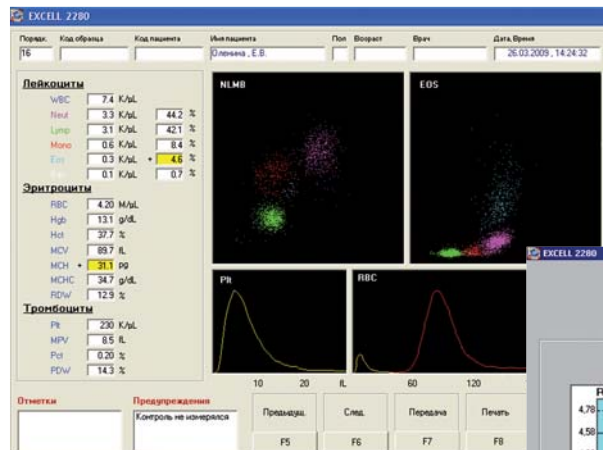 EXCELL 2280
Порядк. Код образца Код пациента Имя пациента Пол Возраст Врач Дата, Время
16 Оленина , Е.В. 26.03.2009 , 14:24:32
Лейкоциты
WBC 7.4 K/µL
Neut 3.3 K/µL 44.2 %
Lymp 3.1 K/µL 42.1 %
Mono 0.6 K/µL 8.4 %
Eos 0.3 K/µL + 4.6 %
0.1 K/µL 0.7 %
Эритроциты
RBC 4.20 M/µL
Hgb 13.1 g/dL
Hct 37.7 %
MCV 89.7 fL
MCH + 31.1 pg
MCHC 34.7 g/dL
RDW 12.9 %
Тромбоциты
Plt 230 K/µL
MPV 8.5 fL
Pct 0.20 %
PDW 14.3 %
NLMB EOS
Plt RBC
10 20 fL 60 120
Отметки Предупреждения
Контроль не измерялся
Предыдущ. След. Передача Печать
F5 F6 F7 F8
EXCELL 2280
R
4.78
4.58